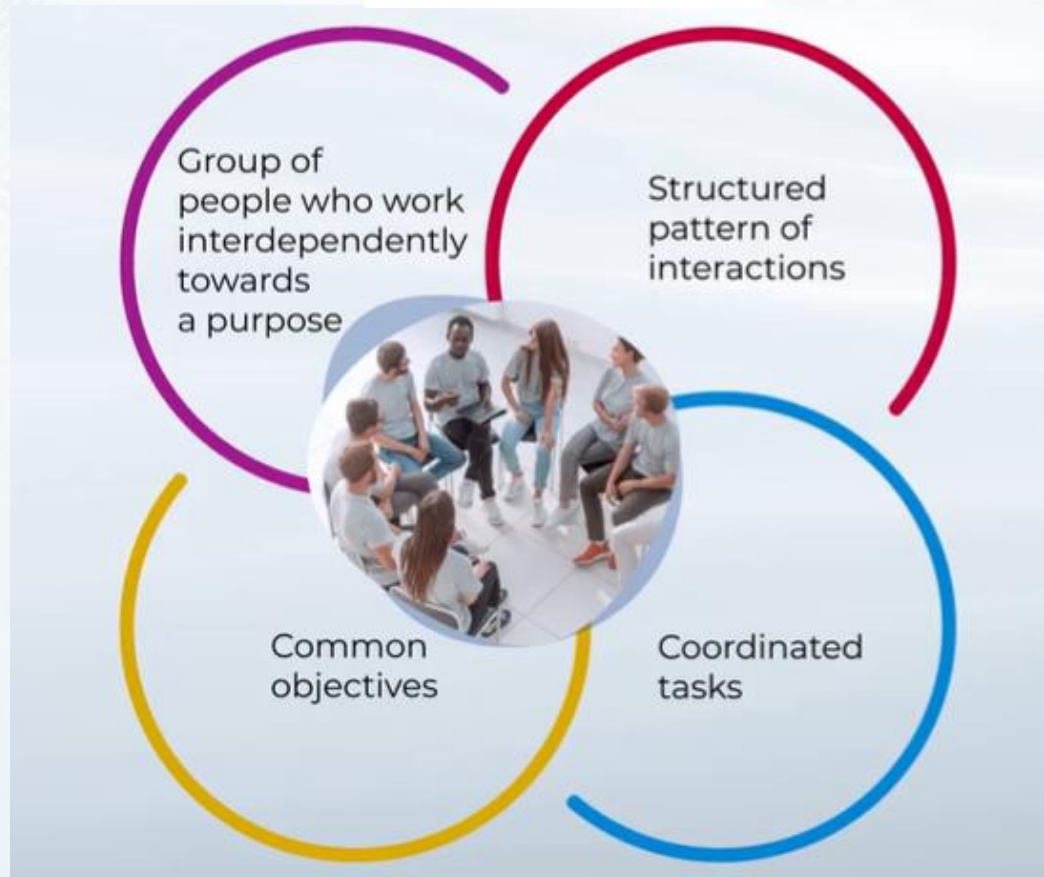 Group of
people who work
interdependently
towards
a purpose
Structured
pattern of
interactions
Common
objectives
Coordinated
tasks